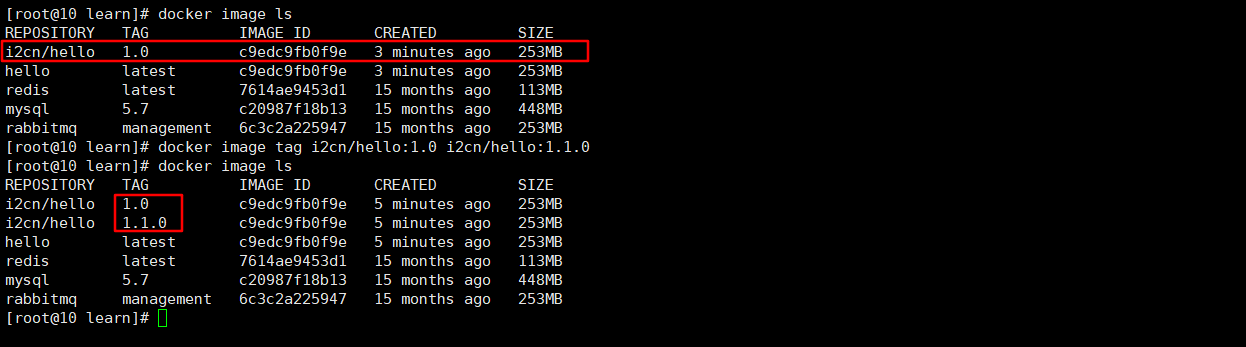 [root@10 learn]# docker image ls
REPOSITORY   TAG          IMAGE ID       CREATED         SIZE
i2cn/hello   1.0          c9edc9fb0f9e   3 minutes ago   253MB
hello        latest       c9edc9fb0f9e   3 minutes ago   253MB
redis        latest       7614ae9453d1   15 months ago   113MB
mysql        5.7          c20987f18b13   15 months ago   448MB
rabbitmq     management   6c3c2a225947   15 months ago   253MB
[root@10 learn]# docker image tag i2cn/hello:1.0 i2cn/hello:1.1.0
[root@10 learn]# docker image ls
REPOSITORY   TAG          IMAGE ID       CREATED         SIZE
i2cn/hello   1.0          c9edc9fb0f9e   5 minutes ago   253MB
i2cn/hello   1.1.0        c9edc9fb0f9e   5 minutes ago   253MB
hello        latest       c9edc9fb0f9e   5 minutes ago   253MB
redis        latest       7614ae9453d1   15 months ago   113MB
mysql        5.7          c20987f18b13   15 months ago   448MB
rabbitmq     management   6c3c2a225947   15 months ago   253MB
[root@10 learn]#